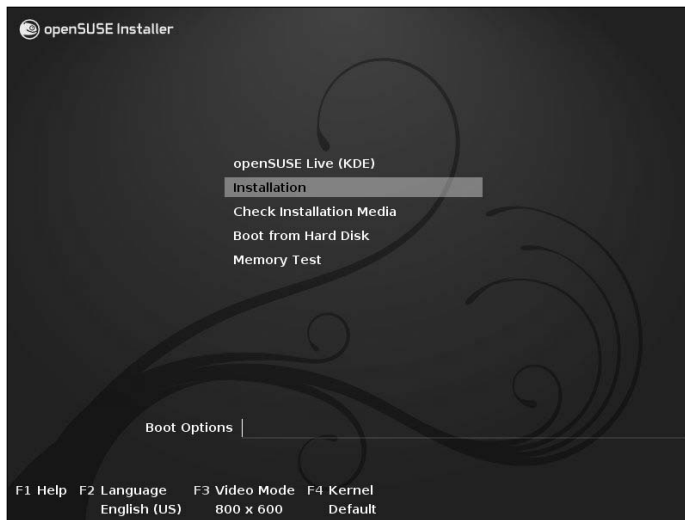 openSUSE Installer
openSUSE Live (KDE)
Installation
Check Installation Media
Boot from Hard Disk
Memory Test
Boot Options
F1 Help F2 Language F3 Video Mode F4 Kernel
English (US) 800 x 600 Default